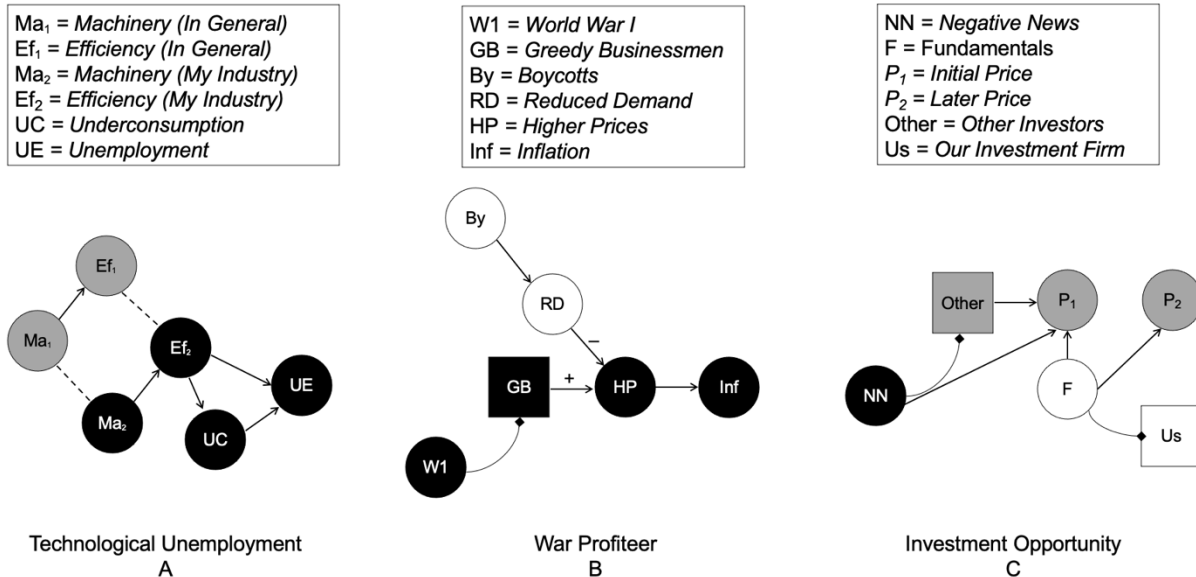 Ma₁ = Machinery (In General)
Ef₁ = Efficiency (In General)
Ma₂ = Machinery (My Industry)
Ef₂ = Efficiency (My Industry)
UC = Underconsumption
UE = Unemployment
Ef₁
Ma₁
Ef₂
UE
Ma₂
UC
Technological Unemployment
A
W1 = World War I
GB = Greedy Businessmen
By = Boycotts
RD = Reduced Demand
HP = Higher Prices
Inf = Inflation
By
RD
–
GB
+
HP
Inf
W1
War Profiteer
B
NN = Negative News
F = Fundamentals
P₁ = Initial Price
P₂ = Later Price
Other = Other Investors
Us = Our Investment Firm
Other
P₁
P₂
NN
F
Us
Investment Opportunity
C